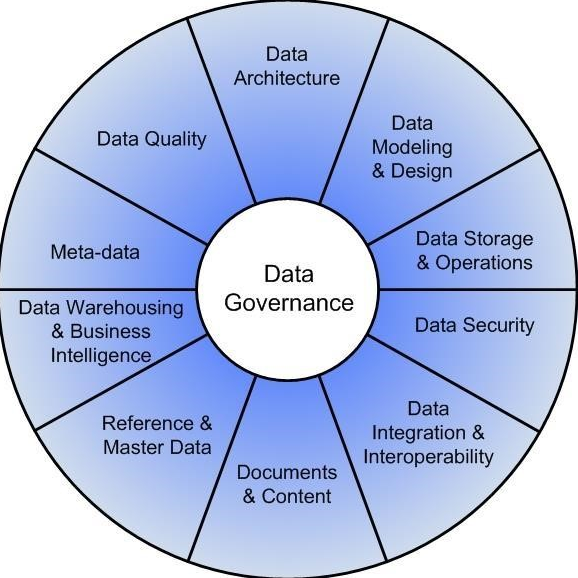 Data
Architecture
Data
Modeling
& Design
Data Storage
& Operations
Data Security
Data
Integration &
Interoperability
Documents
& Content
Reference &
Master Data
Data Warehousing
& Business
Intelligence
Meta-data
Data Quality
Data
Governance